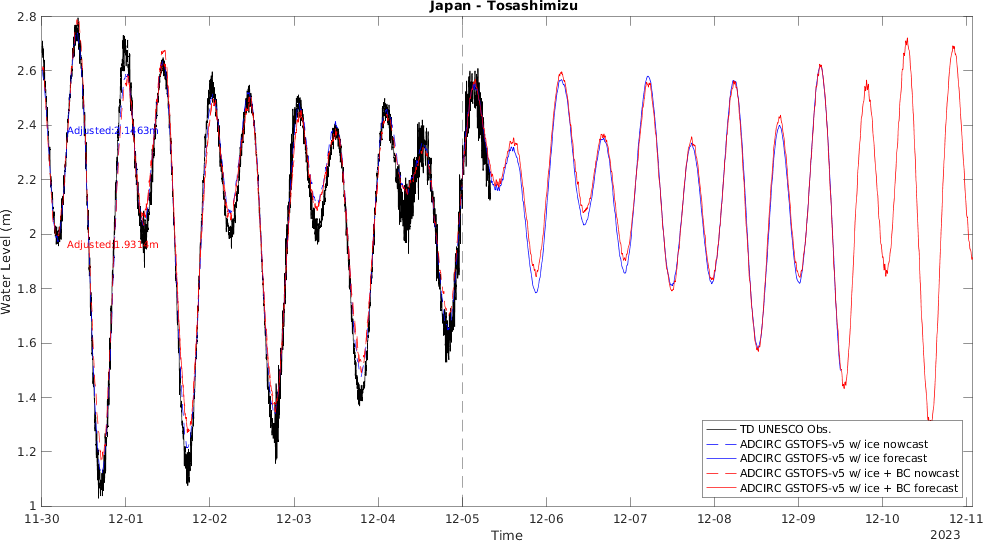 Japan - Tosashimizu
Water Level (m)
2.8
2.6
2.4
2.2
2
1.8
1.6
1.4
1.2
1
Adjusted:2.1463m
TD UNESCO Obs.
ADCIRC GSTOFS-v5 w/ ice nowcast
ADCIRC GSTOFS-v5 w/ ice forecast
ADCIRC GSTOFS-v5 w/ ice + BC nowcast
ADCIRC GSTOFS-v5 w/ ice + BC forecast
11-30 12-01 12-02 12-03 12-04 12-05 12-06 12-07 12-08 12-09 12-10 12-11
Time
2023